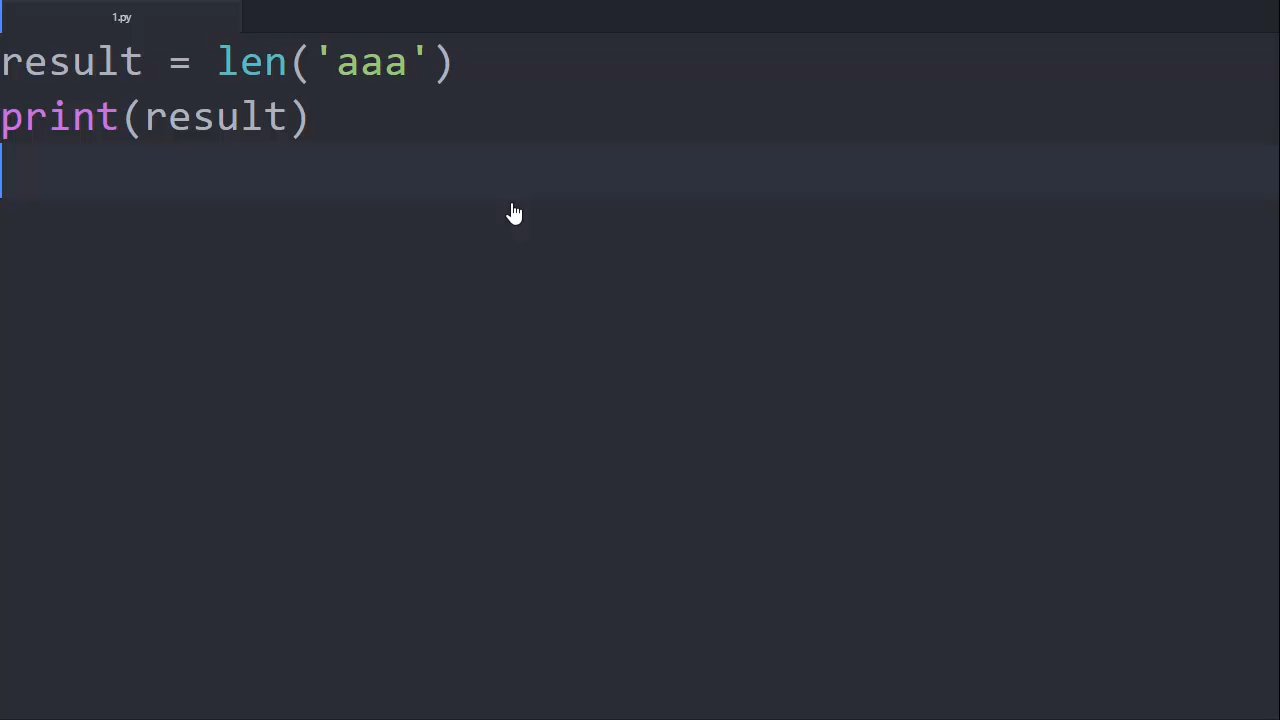 1.py
result = len('aaa')
print(result)